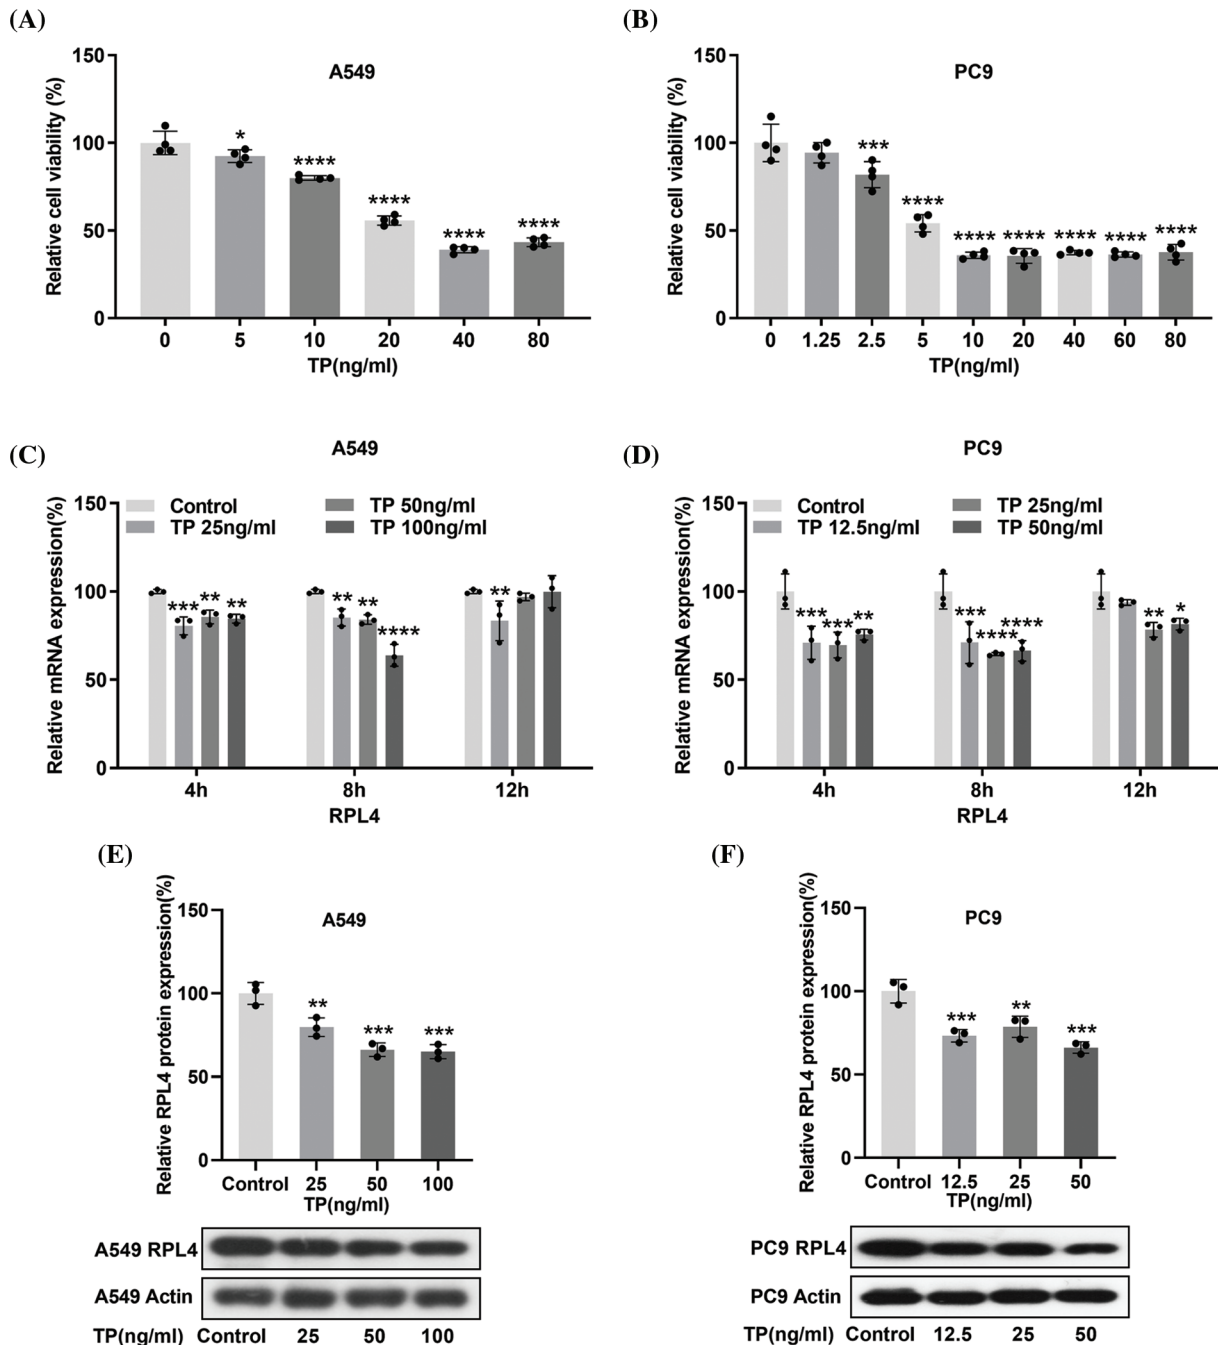 (A)
A549
Relative cell viability (%)
150
100
50
0
*
****
****
****
****
0 5 10 20 40 80
TP(ng/ml)
(B)
PC9
Relative cell viability (%)
150
100
50
0
***
****
****
****
****
****
****
0 1.25 2.5 5 10 20 40 60 80
TP(ng/ml)
(C)
A549
Relative mRNA expression(%)
150
100
50
0
Control
TP 25ng/ml
TP 50ng/ml
TP 100ng/ml
*** ** **
** ** ****
**
4h 8h 12h
RPL4
(D)
PC9
Relative mRNA expression(%)
150
100
50
0
Control
TP 12.5ng/ml
TP 25ng/ml
TP 50ng/ml
*** *** **
*** **** ****
** *
4h 8h 12h
RPL4
(E)
A549
Relative RPL4 protein expression(%)
150
100
50
0
**
***
***
Control 25 50 100
TP(ng/ml)
A549 RPL4
A549 Actin
TP(ng/ml) Control 25 50 100
(F)
PC9
Relative RPL4 protein expression(%)
150
100
50
0
***
**
***
Control 12.5 25 50
TP(ng/ml)
PC9 RPL4
PC9 Actin
TP(ng/ml) Control 12.5 25 50